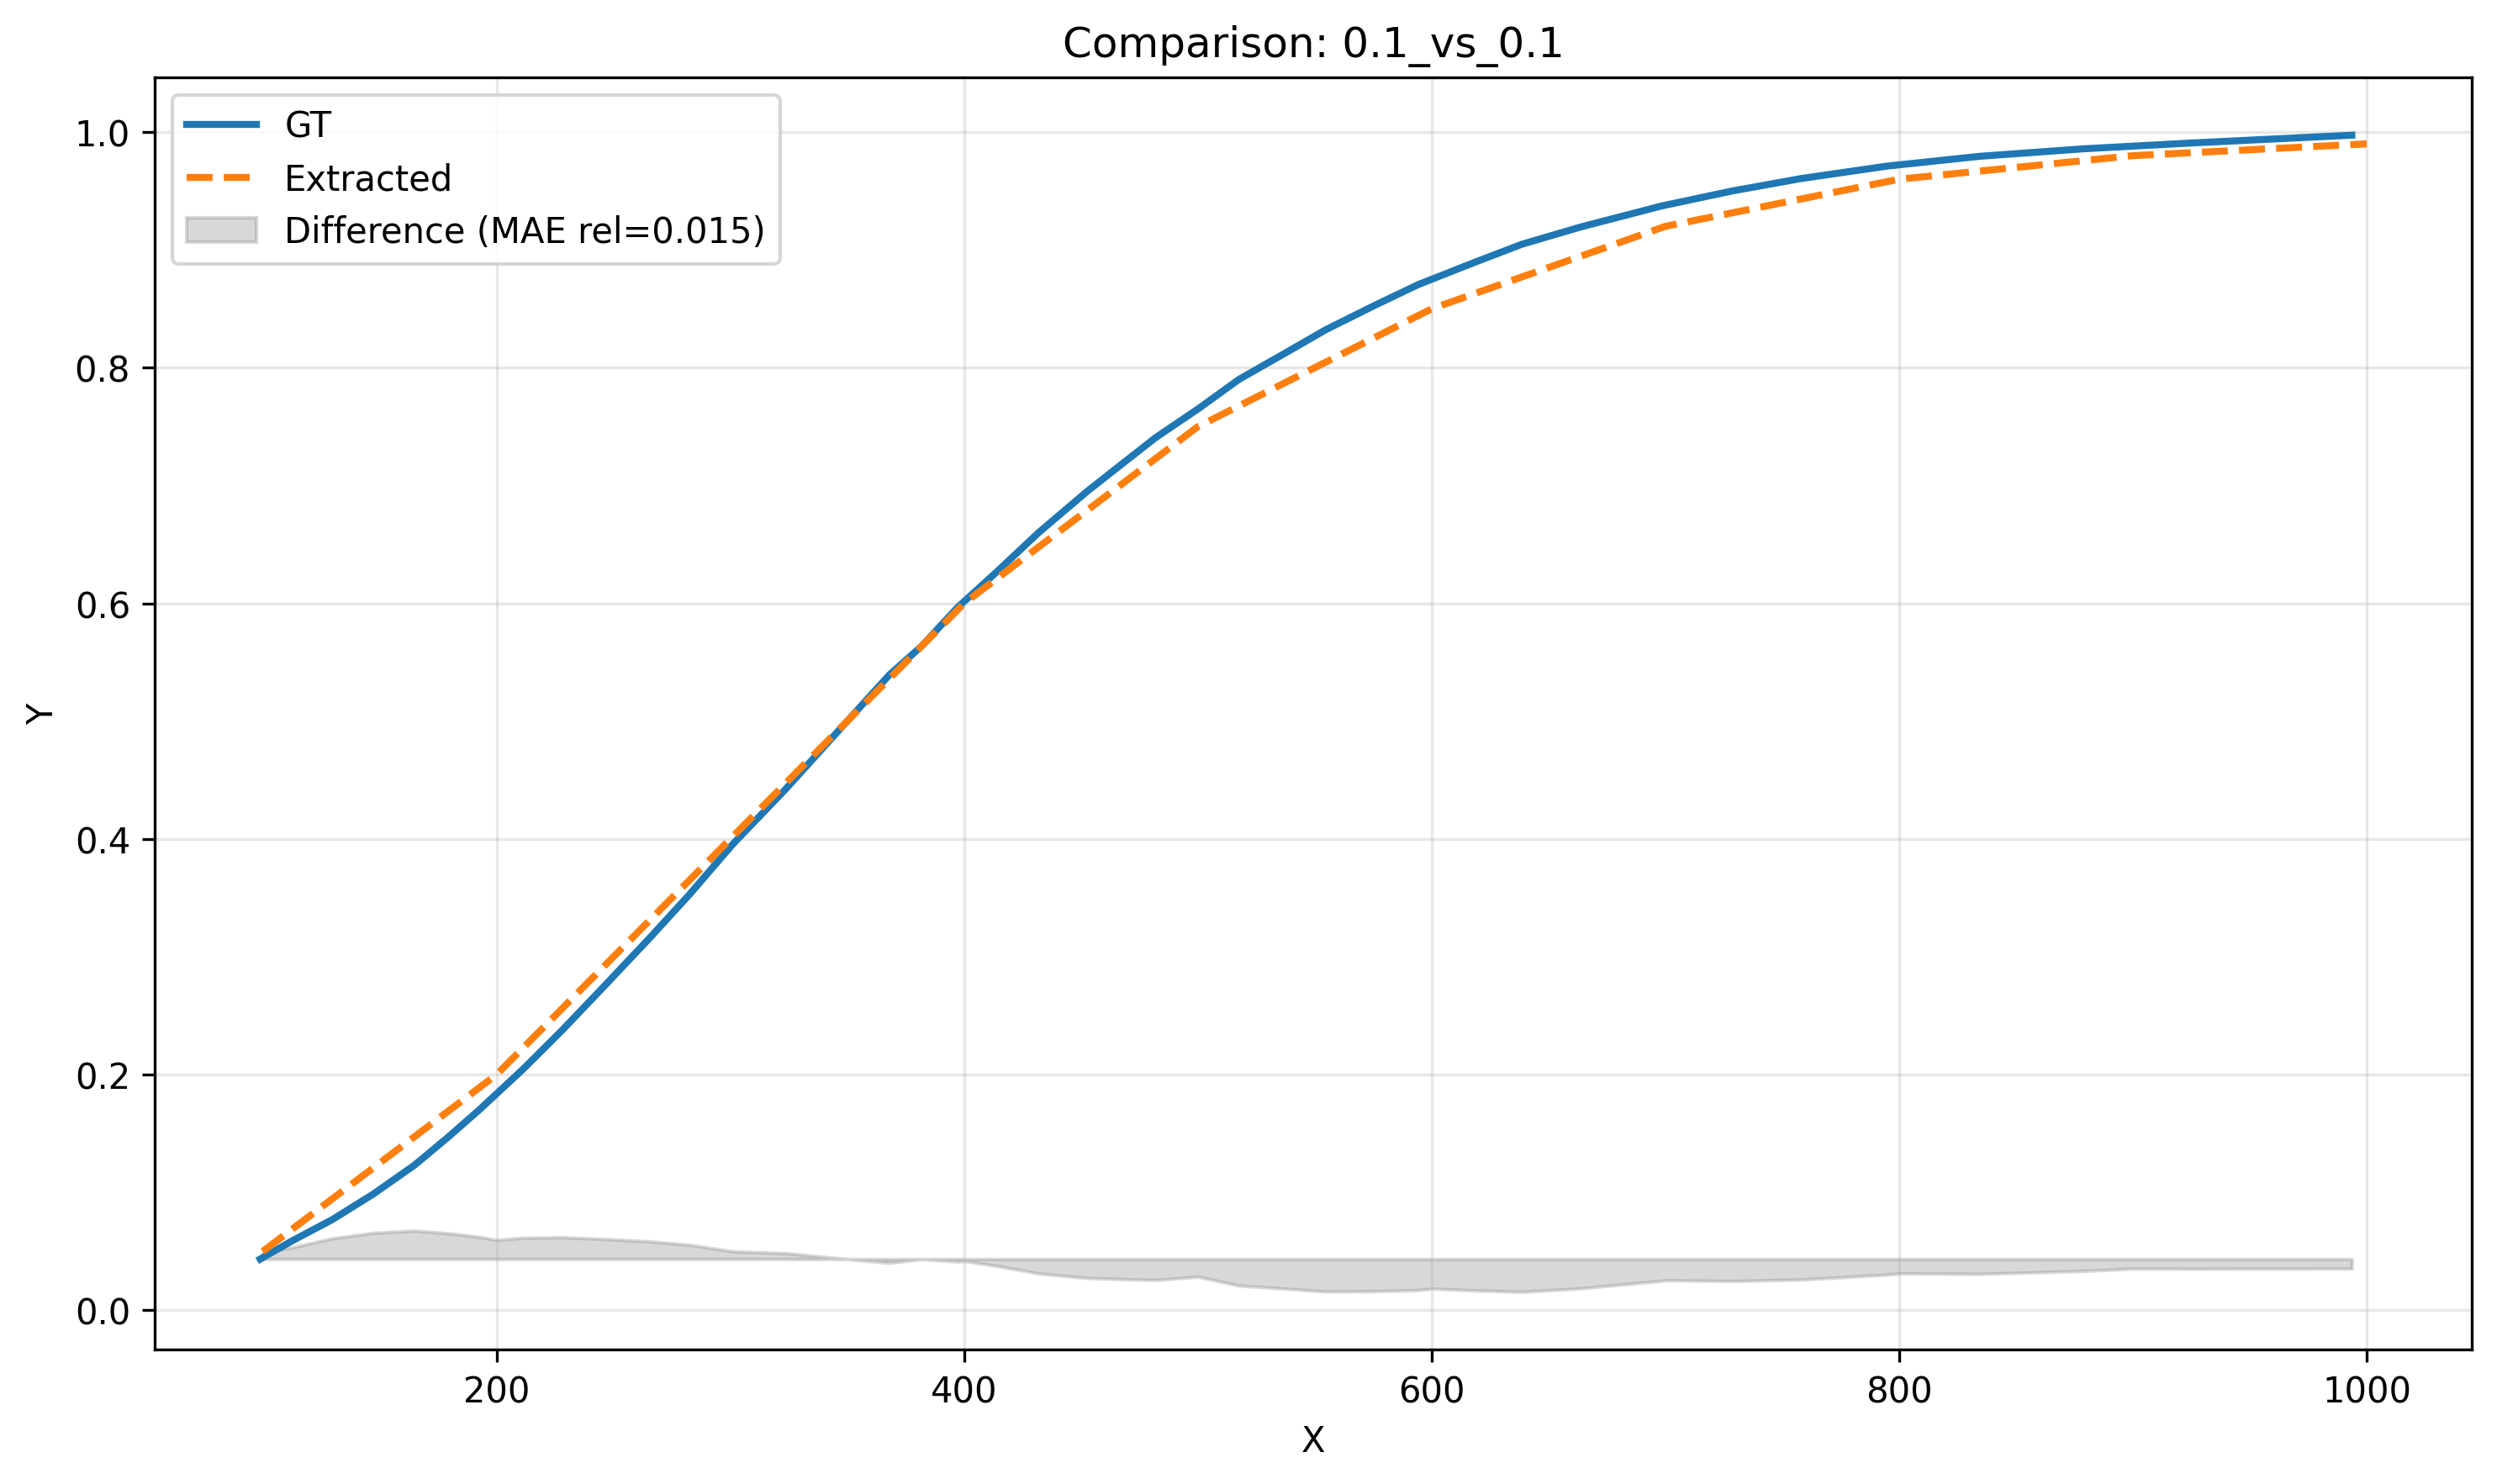 Comparison: 0.1_vs_0.1
GT
Extracted
Difference (MAE rel=0.015)
1.0
0.8
0.6
0.4
0.2
0.0
Y
200 400 600 800 1000
X